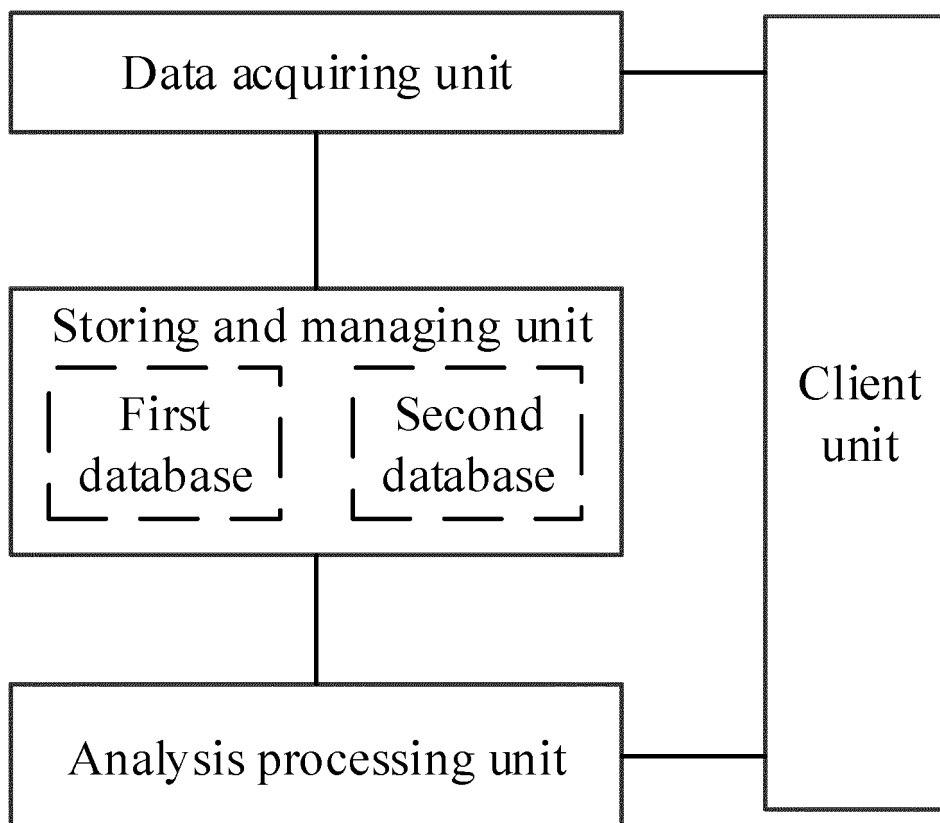 Data acquiring unit
Storing and managing unit
First
database
Second
database
Analysis processing unit
Client
unit